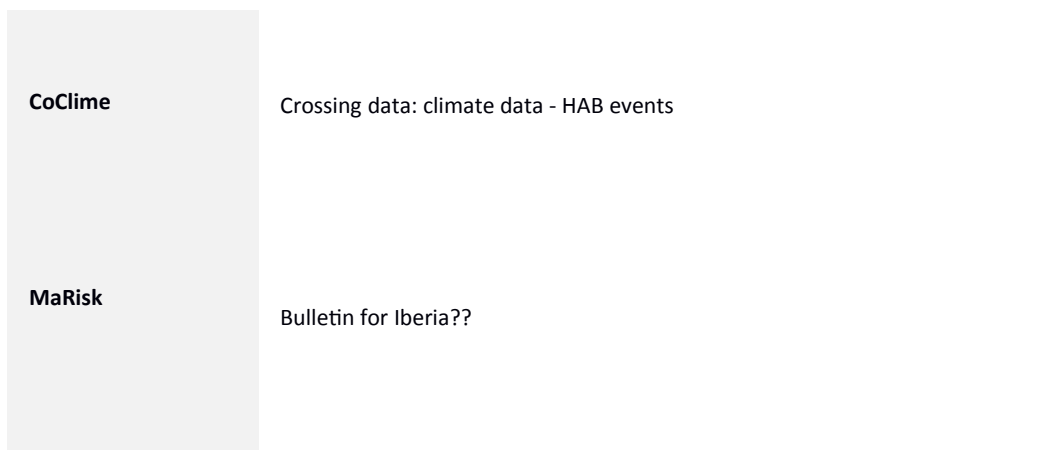 CoClime
Crossing data: climate data - HAB events
MaRisk
Bulletin for Iberia??